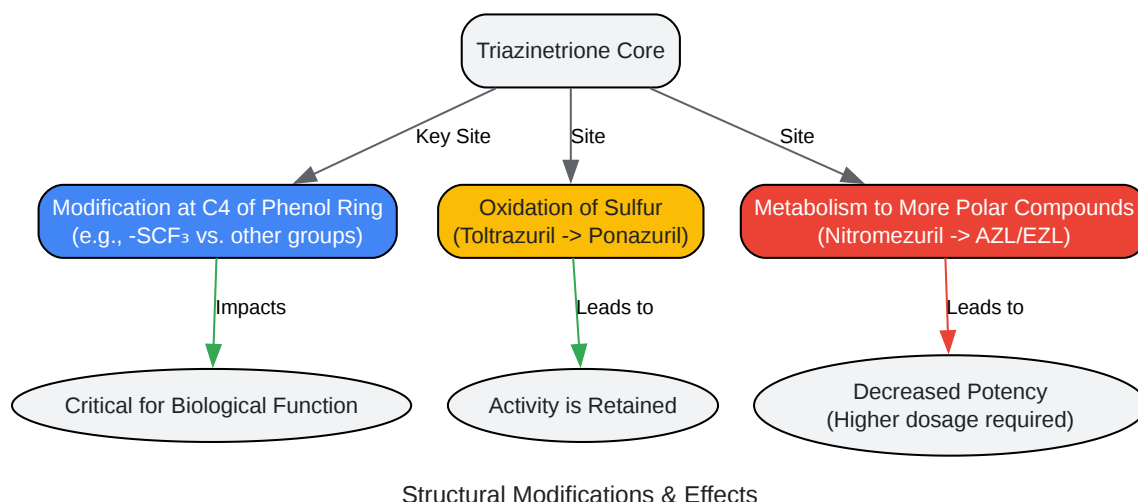 Triazinetrione Core
Key Site
Site
Site
Modification at C4 of Phenol Ring
(e.g., -SCF₃ vs. other groups)
Oxidation of Sulfur
(Toltrazuril -> Ponazuril)
Metabolism to More Polar Compounds
(Nitromezuril -> AZL/EZL)
Impacts
Leads to
Leads to
Critical for Biological Function
Activity is Retained
Decreased Potency
(Higher dosage required)
Structural Modifications & Effects